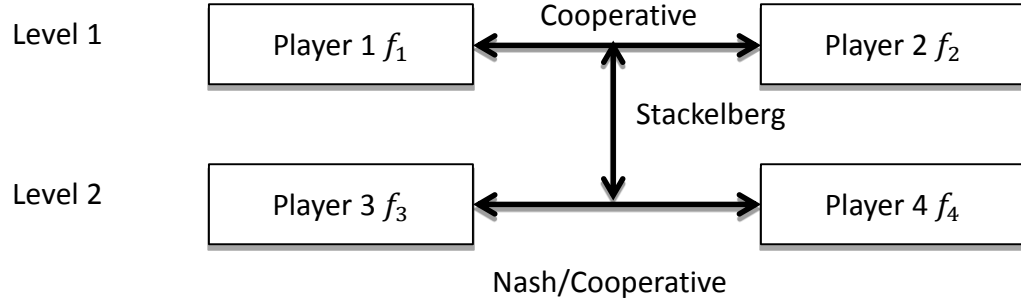 Cooperative
Level 1
Player 1 f₁
Player 2 f₂
Stackelberg
Level 2
Player 3 f₃
Player 4 f₄
Nash/Cooperative